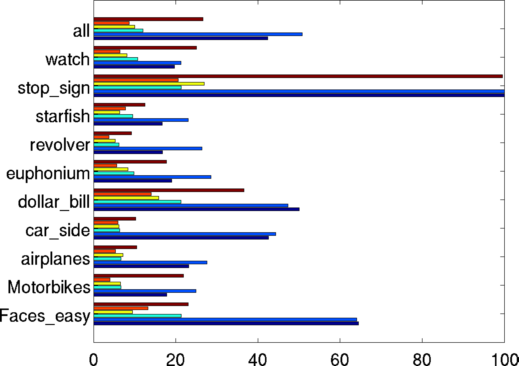 all
watch
stop_sign
starfish
revolver
euphonium
dollar_bill
car_side
airplanes
Motorbikes
Faces_easy
0 20 40 60 80 100